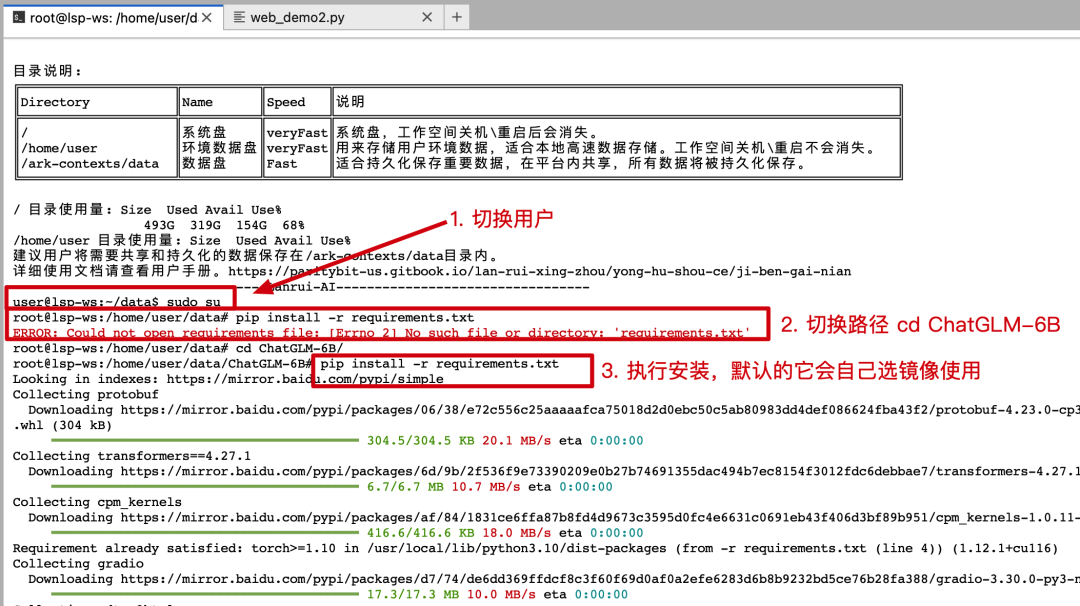 root@lsp-ws: /home/user/d
web_demo2.py
目录说明：
Directory Name Speed 说明
/ 系统盘 veryFast 系统盘，工作空间关机\重启后会消失。
/home/user 环境数据盘 veryFast 用来存储用户环境数据，适合本地高速数据存储。工作空间关机\重启不会消失。
/ark-contexts/data 数据盘 Fast 适合持久化保存重要数据，在平台内共享，所有数据将被持久化保存。
/ 目录使用量：Size Used Avail Use%
493G 319G 154G 68%
1. 切换用户
/home/user 目录使用量：Size Used Avail Use%
建议用户将需要共享和持久化的数据保存在/ark-contexts/data目录内。
详细使用文档请查看用户手册。https://paritybit-us.gitbook.io/lan-rui-xing-zhou/yong-hu-shou-ce/ji-ben-gai-nian
anrui-AI---------------------------------
user@lsp-ws:~/data$ sudo su
root@lsp-ws:/home/user/data# pip install -r requirements.txt
ERROR: Could not open requirements file: [Errno 2] No such file or directory: 'requirements.txt'
2. 切换路径 cd ChatGLM-6B
root@lsp-ws:/home/user/data# cd ChatGLM-6B/
root@lsp-ws:/home/user/data/ChatGLM-6B# pip install -r requirements.txt
3. 执行安装，默认的它会自己选镜像使用
Looking in indexes: https://mirror.baidu.com/pypi/simple
Collecting protobuf
Downloading https://mirror.baidu.com/pypi/packages/06/38/e72c556c25aaaaafca75018d2d0ebc50c5ab80983dd4def086624fba43f2/protobuf-4.23.0-cp3
.whl (304 kB)
304.5/304.5 KB 20.1 MB/s eta 0:00:00
Collecting transformers==4.27.1
Downloading https://mirror.baidu.com/pypi/packages/6d/9b/2f536f9e73390209e0b27b74691355dac494b7ec8154f3012fdc6debbae7/transformers-4.27.1
6.7/6.7 MB 10.7 MB/s eta 0:00:00
Collecting cpm_kernels
Downloading https://mirror.baidu.com/pypi/packages/af/84/1831ce6ffa87b8fd4d9673c3595d0fc4e6631c0691eb43f406d3bf89b951/cpm_kernels-1.0.11-
416.6/416.6 KB 18.0 MB/s eta 0:00:00
Requirement already satisfied: torch>=1.10 in /usr/local/lib/python3.10/dist-packages (from -r requirements.txt (line 4)) (1.12.1+cu116)
Collecting gradio
Downloading https://mirror.baidu.com/pypi/packages/d7/74/de6dd369ffdcf8c3f60f69d0af0a2efe6283d6b8b9232bd5ce76b28fa388/gradio-3.30.0-py3-n
17.3/17.3 MB 10.0 MB/s eta 0:00:00